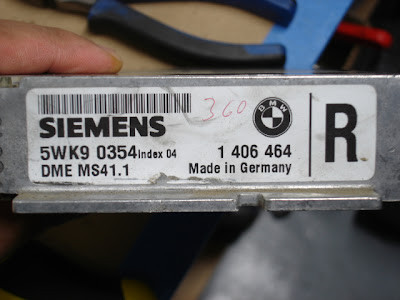 360
BMW
SIEMENS
5WK9 0354 Index 04 1 406 464
DME MS41.1 Made in Germany
R